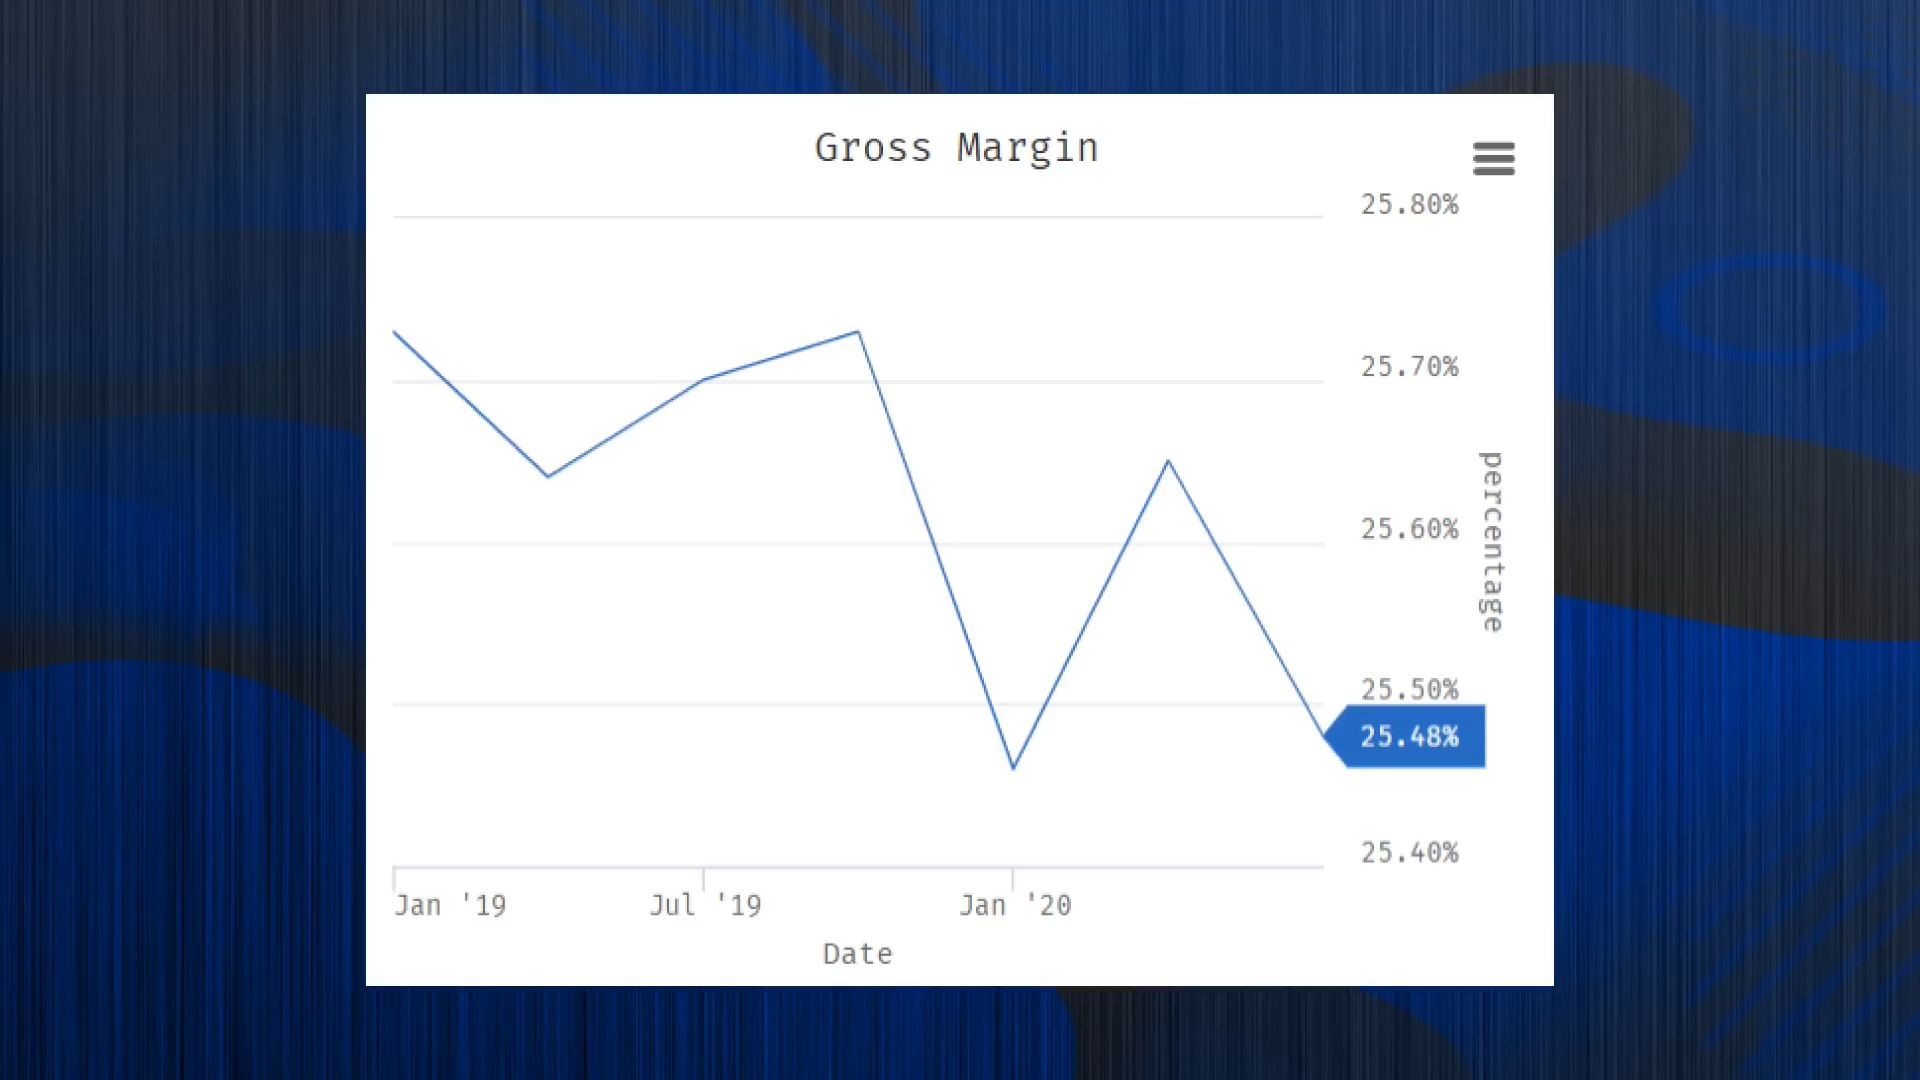 Gross Margin
25.80%
25.70%
25.60%
25.50%
25.48%
25.40%
percentage
Jan '19
Jul '19
Jan '20
Date